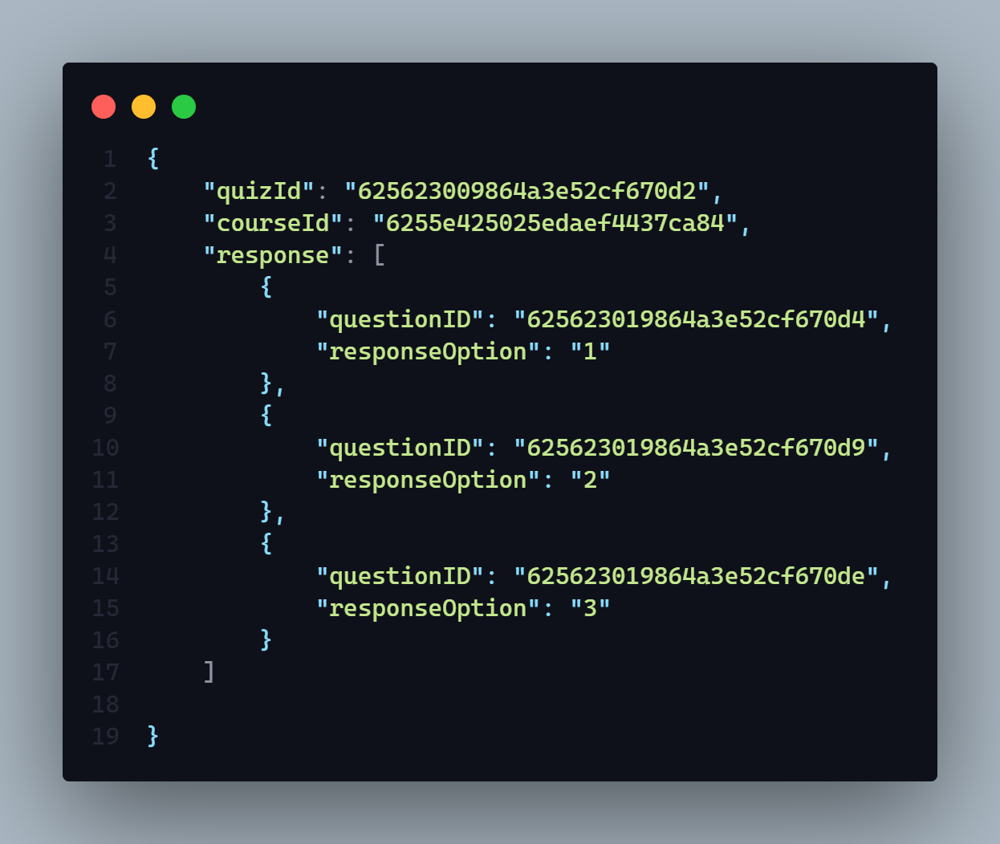 1 {
2     "quizId": "625623009864a3e52cf670d2",
3     "courseId": "6255e425025edaef4437ca84",
4     "response": [
5         {
6             "questionID": "625623019864a3e52cf670d4",
7             "responseOption": "1"
8         },
9         {
10             "questionID": "625623019864a3e52cf670d9",
11             "responseOption": "2"
12         },
13         {
14             "questionID": "625623019864a3e52cf670de",
15             "responseOption": "3"
16         }
17     ]
18
19 }